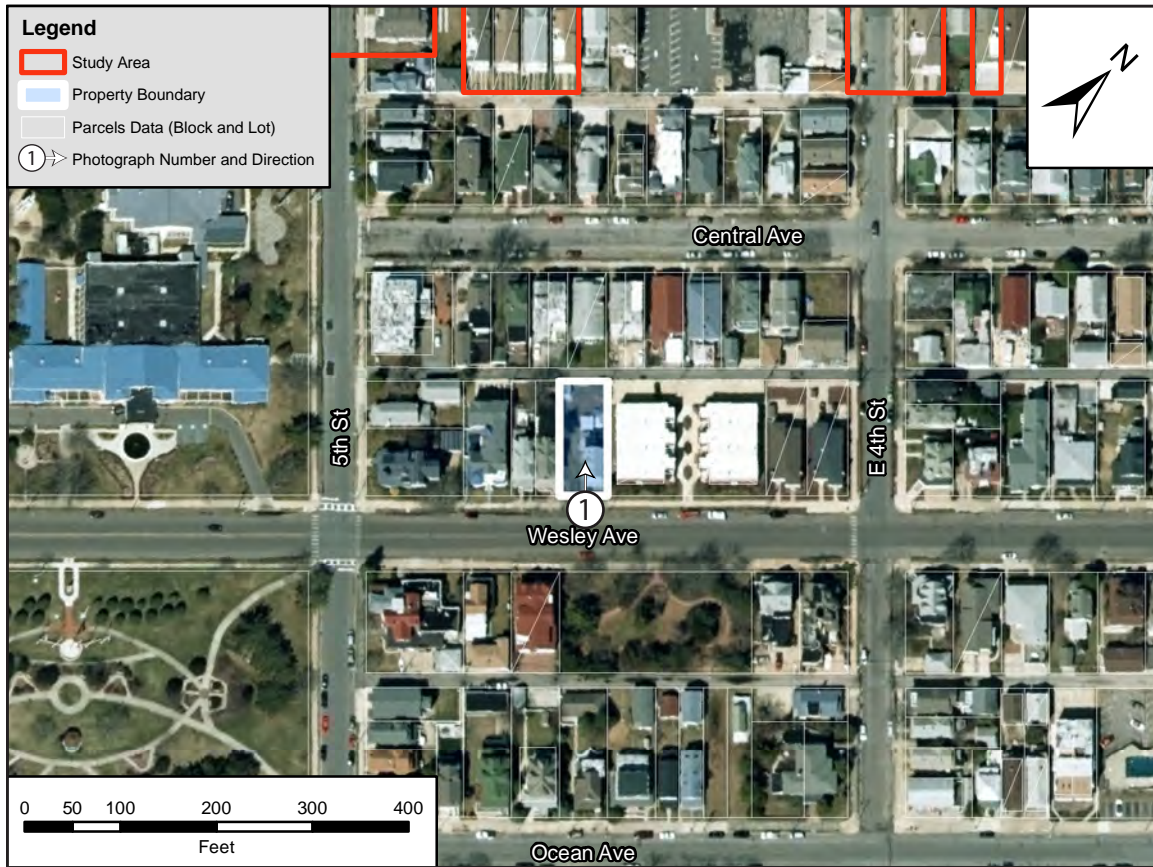 Legend
Study Area
Property Boundary
Parcels Data (Block and Lot)
1 Photograph Number and Direction
N
Central Ave
5th St
E 4th St
1
Wesley Ave
0 50 100 200 300 400
Feet
Ocean Ave